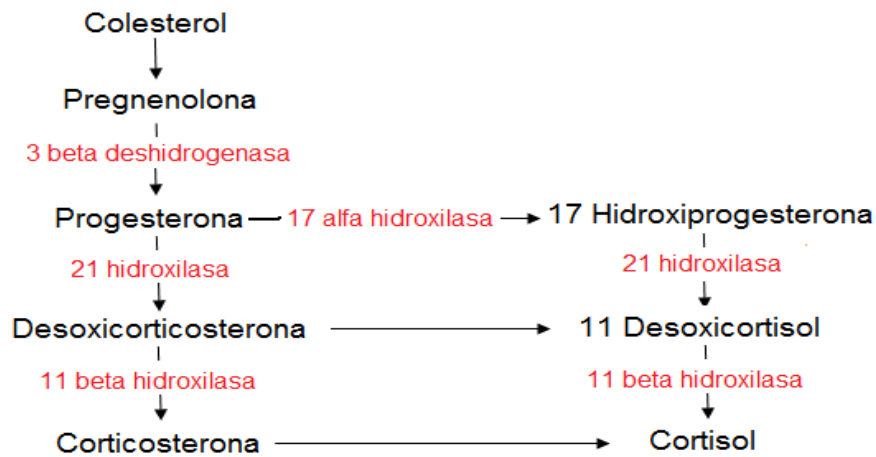 Colesterol
Pregnenolona
3 beta deshidrogenasa
Progesterona 17 alfa hidroxilasa 17 Hidroxiprogesterona
21 hidroxilasa 21 hidroxilasa
Desoxicorticosterona 11 Desoxicortisol
11 beta hidroxilasa 11 beta hidroxilasa
Corticosterona Cortisol